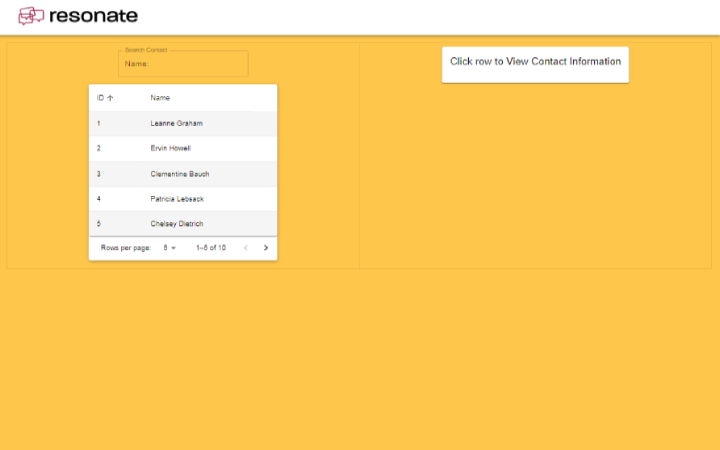 resonate
Search Contact
Name:
ID ↑ Name
1 Leanne Graham
2 Ervin Howell
3 Clementine Bauch
4 Patricia Lebsack
5 Chelsey Dietrich
Rows per page: 5 1–5 of 10
Click row to View Contact Information